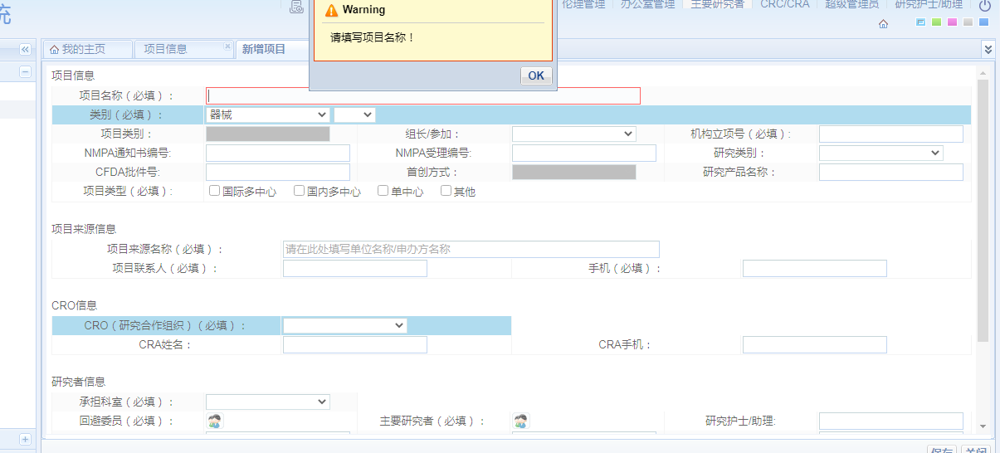 统
伦理管理 办公室管理 主要研究者 CRC/CRA 超级管理员 研究护士/助理
Warning
请填写项目名称！
OK
我的主页 项目信息 新增项目
项目信息
项目名称（必填）：
类别（必填）： 器械
项目类别： 组长/参加： 机构立项号（必填）:
NMPA通知书编号: NMPA受理编号: 研究类别：
CFDA批件号: 首创方式： 研究产品名称：
项目类型（必填）: 国际多中心 国内多中心 单中心 其他
项目来源信息
项目来源名称（必填）： 请在此处填写单位名称/申办方名称
项目联系人（必填）： 手机（必填）：
CRO信息
CRO（研究合作组织）（必填）：
CRA姓名： CRA手机：
研究者信息
承担科室（必填）：
回避委员（必填）： 主要研究者（必填）： 研究护士/助理:
保存 关闭